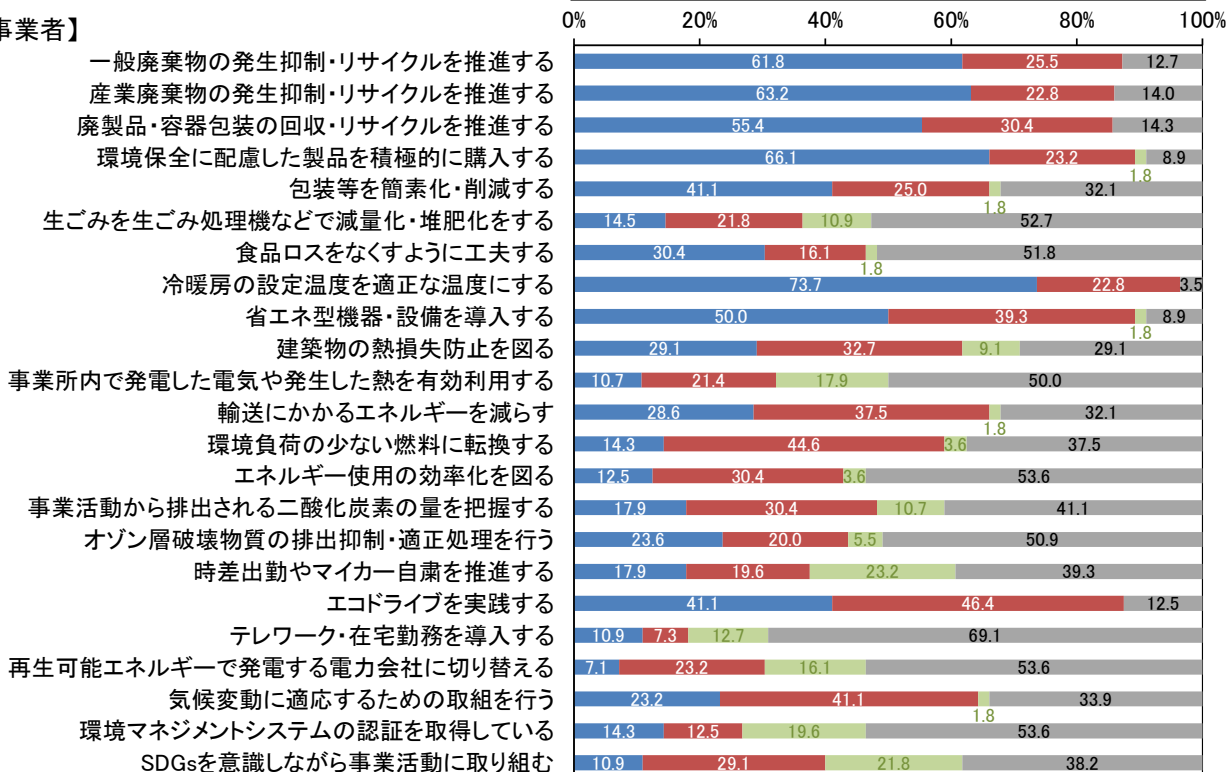 事業者】
0% 20% 40% 60% 80% 100%
一般廃棄物の発生抑制・リサイクルを推進する 61.8 25.5 12.7
産業廃棄物の発生抑制・リサイクルを推進する 63.2 22.8 14.0
廃製品・容器包装の回収・リサイクルを推進する 55.4 30.4 14.3
環境保全に配慮した製品を積極的に購入する 66.1 23.2 1.8 8.9
包装等を簡素化・削減する 41.1 25.0 1.8 32.1
生ごみを生ごみ処理機などで減量化・堆肥化をする 14.5 21.8 10.9 52.7
食品ロスをなくすように工夫する 30.4 16.1 1.8 51.8
冷暖房の設定温度を適正な温度にする 73.7 22.8 3.5
省エネ型機器・設備を導入する 50.0 39.3 1.8 8.9
建築物の熱損失防止を図る 29.1 32.7 9.1 29.1
事業所内で発電した電気や発生した熱を有効利用する 10.7 21.4 17.9 50.0
輸送にかかるエネルギーを減らす 28.6 37.5 1.8 32.1
環境負荷の少ない燃料に転換する 14.3 44.6 3.6 37.5
エネルギー使用の効率化を図る 12.5 30.4 3.6 53.6
事業活動から排出される二酸化炭素の量を把握する 17.9 30.4 10.7 41.1
オゾン層破壊物質の排出抑制・適正処理を行う 23.6 20.0 5.5 50.9
時差出勤やマイカー自粛を推進する 17.9 19.6 23.2 39.3
エコドライブを実践する 41.1 46.4 12.5
テレワーク・在宅勤務を導入する 10.9 7.3 12.7 69.1
再生可能エネルギーで発電する電力会社に切り替える 7.1 23.2 16.1 53.6
気候変動に適応するための取組を行う 23.2 41.1 1.8 33.9
環境マネジメントシステムの認証を取得している 14.3 12.5 19.6 53.6
SDGsを意識しながら事業活動に取り組む 10.9 29.1 21.8 38.2